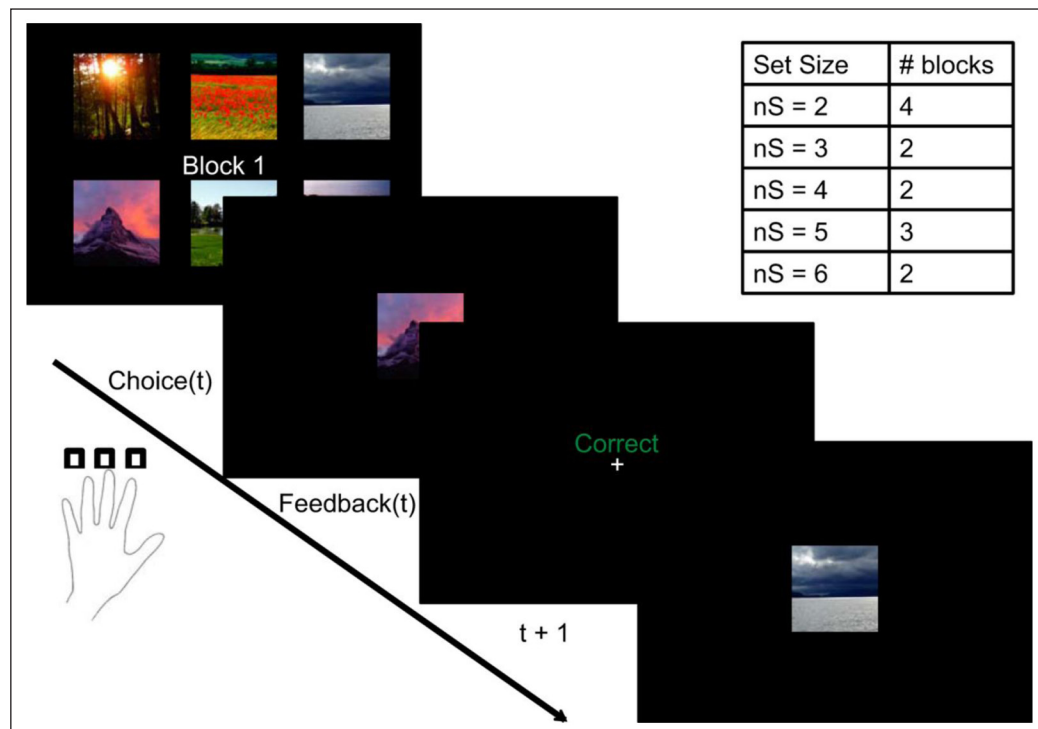 Block 1
Set Size # blocks
nS = 2 4
nS = 3 2
nS = 4 2
nS = 5 3
nS = 6 2
Choice(t)
Correct
+
Feedback(t)
t + 1